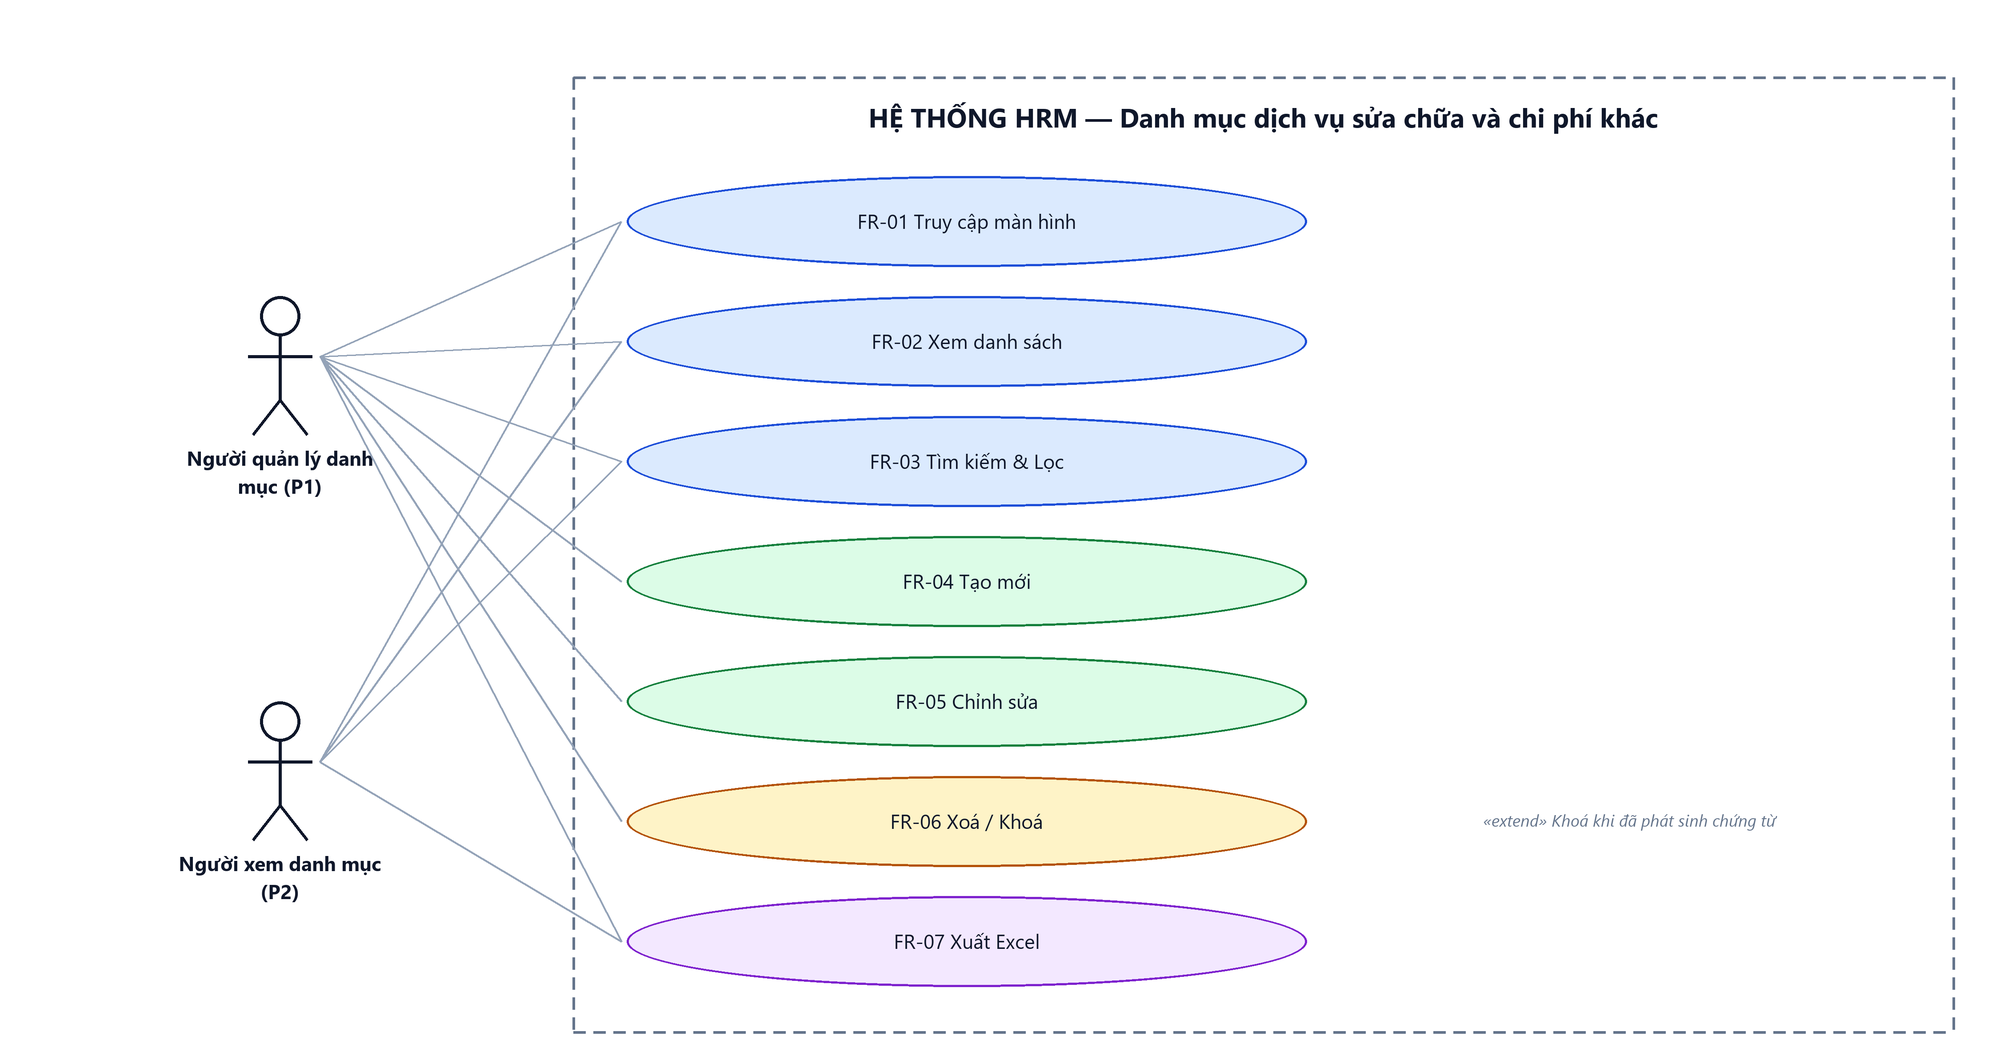 HỆ THỐNG HRM — Danh mục dịch vụ sửa chữa và chi phí khác
FR-01 Truy cập màn hình
FR-02 Xem danh sách
FR-03 Tìm kiếm & Lọc
Người quản lý danh
mục (P1)
FR-04 Tạo mới
FR-05 Chỉnh sửa
FR-06 Xoá / Khoá
«extend» Khoá khi đã phát sinh chứng từ
Người xem danh mục
(P2)
FR-07 Xuất Excel